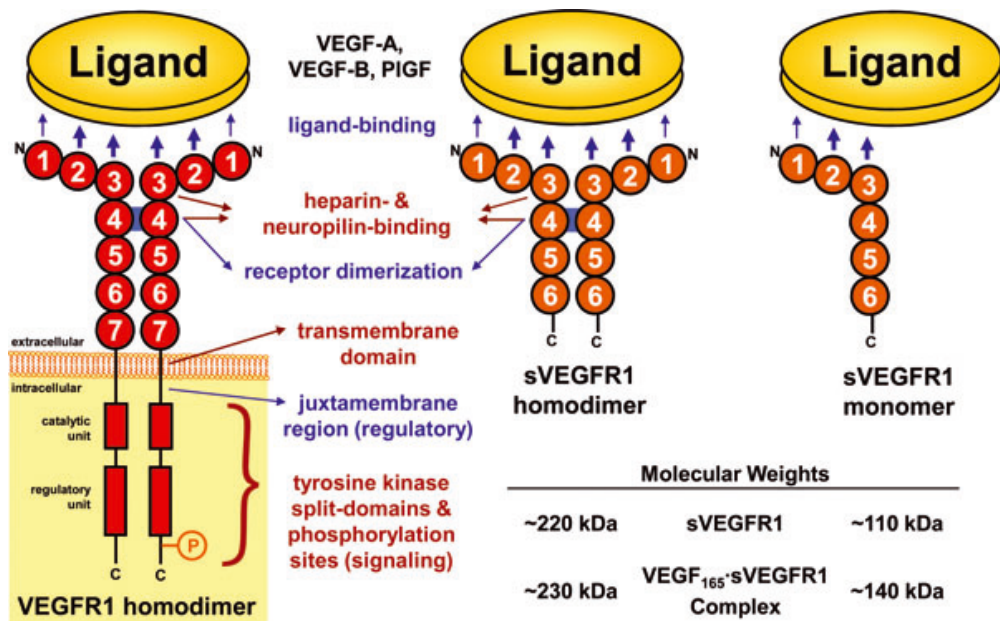 Ligand
VEGF-A,
VEGF-B, PlGF
Ligand
Ligand
ligand-binding
N
1
2
3
3
2
1
N
N
1
2
3
3
2
1
N
N
1
2
3
heparin- &
neuropilin-binding
4
4
4
4
4
receptor dimerization
5
5
5
5
5
6
6
6
6
6
7
7
C
C
C
extracellular
transmembrane
domain
sVEGFR1
homodimer
sVEGFR1
monomer
intracellular
juxtamembrane
region (regulatory)
catalytic
unit
regulatory
unit
tyrosine kinase
split-domains &
phosphorylation
sites (signaling)
P
C
C
VEGFR1 homodimer
Molecular Weights
~220 kDa sVEGFR1 ~110 kDa
~230 kDa VEGF₁₆₅·sVEGFR1 Complex ~140 kDa